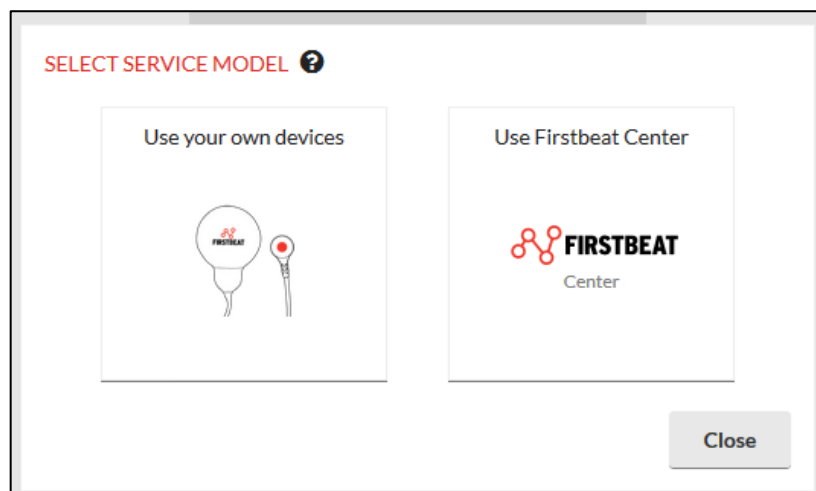 SELECT SERVICE MODEL ?
Use your own devices
FIRSTBEAT
Use Firstbeat Center
FIRSTBEAT
Center
Close